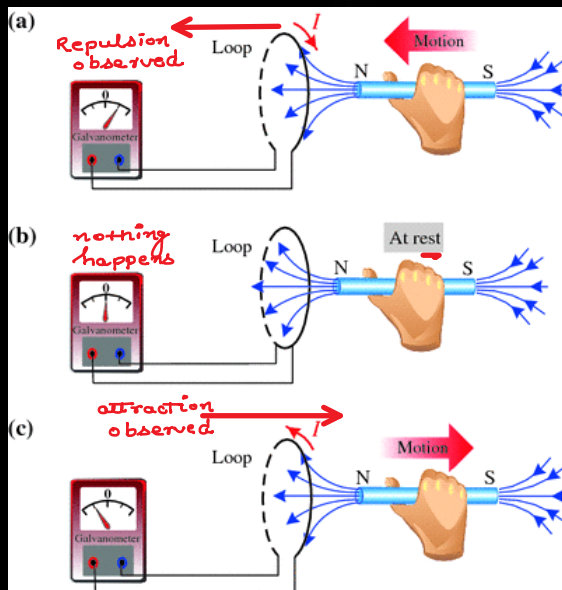 (a)
Repulsion
observed
Loop
I
Motion
N
S
0
Galvanometer
(b)
nothing
happens
Loop
At rest
N
S
0
Galvanometer
(c)
attraction
observed
I
Loop
Motion
N
S
0
Galvanometer